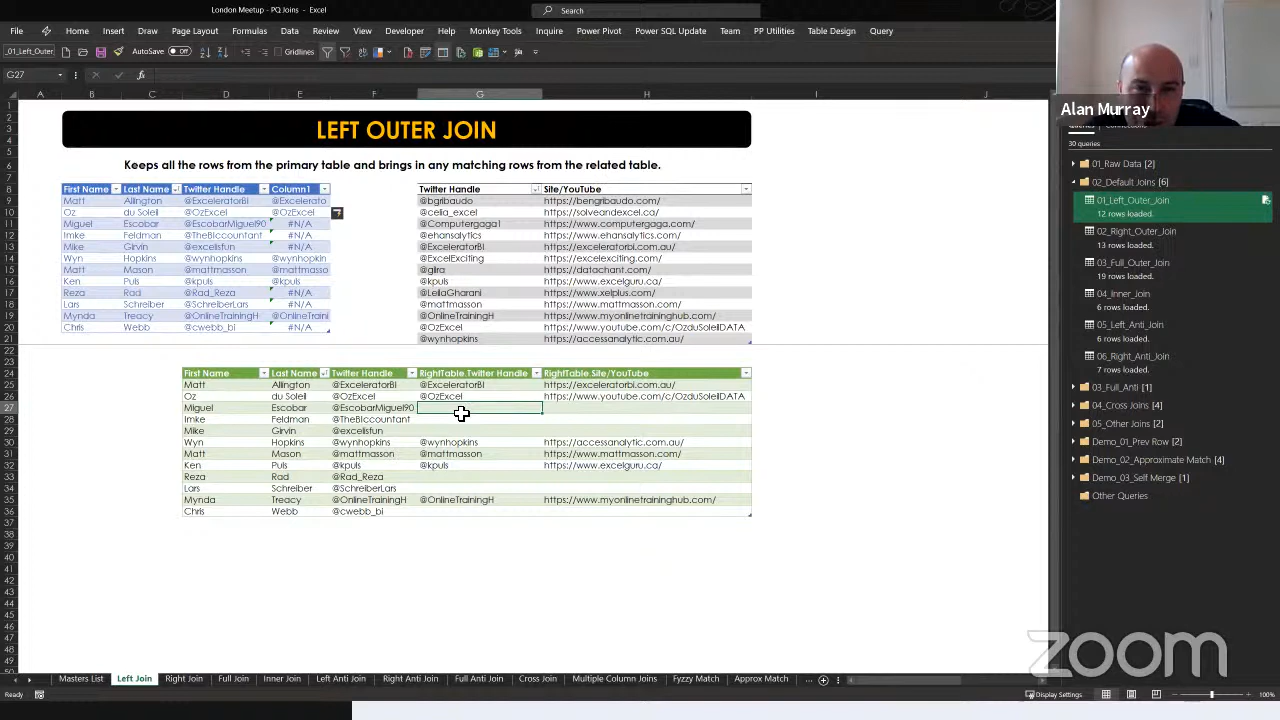 London Meetup - PQ Joins - Excel
Search
File Home Insert Draw Page Layout Formulas Data Review View Developer Help Monkey Tools Inquire Power Pivot Power SQL Update Team PP Utilities Table Design Query
_01_Left_Outer AutoSave Off Gridlines
G27 fx
B C D E F G H I J
LEFT OUTER JOIN
Keeps all the rows from the primary table and brings in any matching rows from the related table.
First Name Last Name Twitter Handle Column1 Twitter Handle Site/YouTube
Matt Allington @ExceleratorBI @Excelerato @bgribaudo https://bengribaudo.com/
Oz du Soleil @OzExcel @OzExcel @celia_excel https://solveandexcel.ca/
Miguel Escobar @EscobarMiguel90 #N/A @Computergaga1 https://www.computergaga.com/
Imke Feldman @TheBIccountant #N/A @ehansalytics https://www.ehansalytics.com/
Mike Girvin @excelisfun #N/A @ExceleratorBI https://exceleratorbi.com.au/
Wyn Hopkins @wynhopkins @wynhopkin @ExcelExciting https://excelexciting.com/
Matt Mason @mattmasson @mattmasso @gilra https://datachant.com/
Ken Puls @kpuls @kpuls @kpuls https://www.excelguru.ca/
Reza Rad @Rad_Reza #N/A @LeilaGharani https://www.xelplus.com/
Lars Schreiber @SchreiberLars #N/A @mattmasson https://www.mattmasson.com/
Mynda Treacy @OnlineTrainingH @OnlineTraini @OnlineTrainingH https://www.myonlinetraininghub.com/
Chris Webb @cwebb_bi #N/A @OzExcel https://www.youtube.com/c/OzduSoleilDATA
@wynhopkins https://accessanalytic.com.au/
First Name Last Name Twitter Handle RightTable.Twitter Handle RightTable.Site/YouTube
Matt Allington @ExceleratorBI @ExceleratorBI https://exceleratorbi.com.au/
Oz du Soleil @OzExcel @OzExcel https://www.youtube.com/c/OzduSoleilDATA
Miguel Escobar @EscobarMiguel90
Imke Feldman @TheBIccountant
Mike Girvin @excelisfun
Wyn Hopkins @wynhopkins @wynhopkins https://accessanalytic.com.au/
Matt Mason @mattmasson @mattmasson https://www.mattmasson.com/
Ken Puls @kpuls @kpuls https://www.excelguru.ca/
Reza Rad @Rad_Reza
Lars Schreiber @SchreiberLars
Mynda Treacy @OnlineTrainingH @OnlineTrainingH https://www.myonlinetraininghub.com/
Chris Webb @cwebb_bi
Alan Murray
30 queries
01_Raw Data [2]
02_Default Joins [6]
01_Left_Outer_Join
12 rows loaded.
02_Right_Outer_Join
13 rows loaded.
03_Full_Outer_Join
19 rows loaded.
04_Inner_Join
6 rows loaded.
05_Left_Anti_Join
6 rows loaded.
06_Right_Anti_Join
7 rows loaded.
03_Full_Anti [1]
04_Cross Joins [4]
05_Other Joins [2]
Demo_01_Prev Row [2]
Demo_02_Approximate Match [4]
Demo_03_Self Merge [1]
Other Queries
zoom
Masters List Left Join Right Join Full Join Inner Join Left Anti Join Right Anti Join Full Anti Join Cross Join Multiple Column Joins Fyzzy Match Approx Match ...
Ready Display Settings 100%